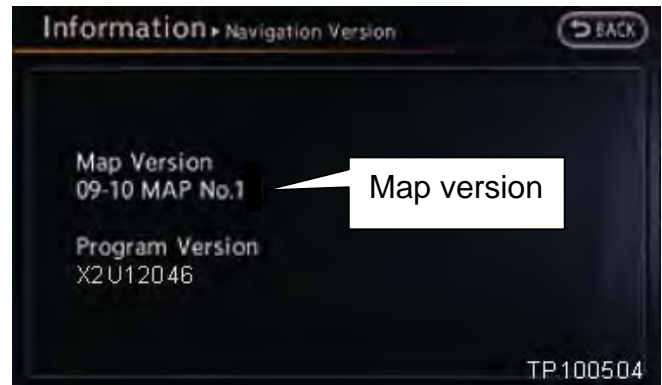 Information ▸ Navigation Version
BACK
Map Version
09-10 MAP No.1
Map version
Program Version
X2U12046
TP100504